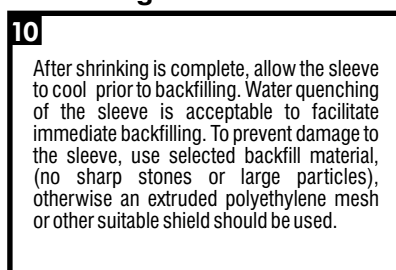 10
After shrinking is complete, allow the sleeve
to cool prior to backfilling. Water quenching
of the sleeve is acceptable to facilitate
immediate backfilling. To prevent damage to
the sleeve, use selected backfill material,
(no sharp stones or large particles),
otherwise an extruded polyethylene mesh
or other suitable shield should be used.